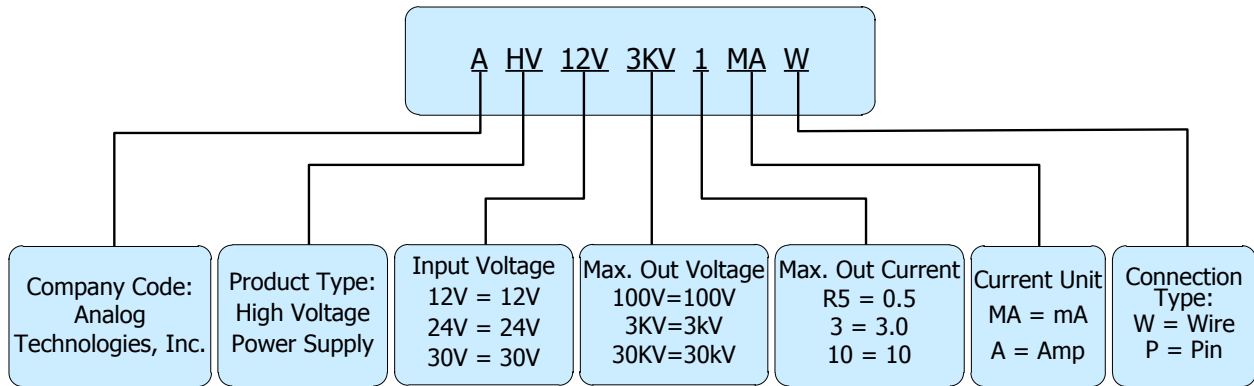 A HV 12V 3KV 1 MA W
Company Code:
Analog
Technologies, Inc.
Product Type:
High Voltage
Power Supply
Input Voltage
12V = 12V
24V = 24V
30V = 30V
Max. Out Voltage
100V=100V
3KV=3kV
30KV=30kV
Max. Out Current
R5 = 0.5
3 = 3.0
10 = 10
Current Unit
MA = mA
A = Amp
Connection
Type:
W = Wire
P = Pin